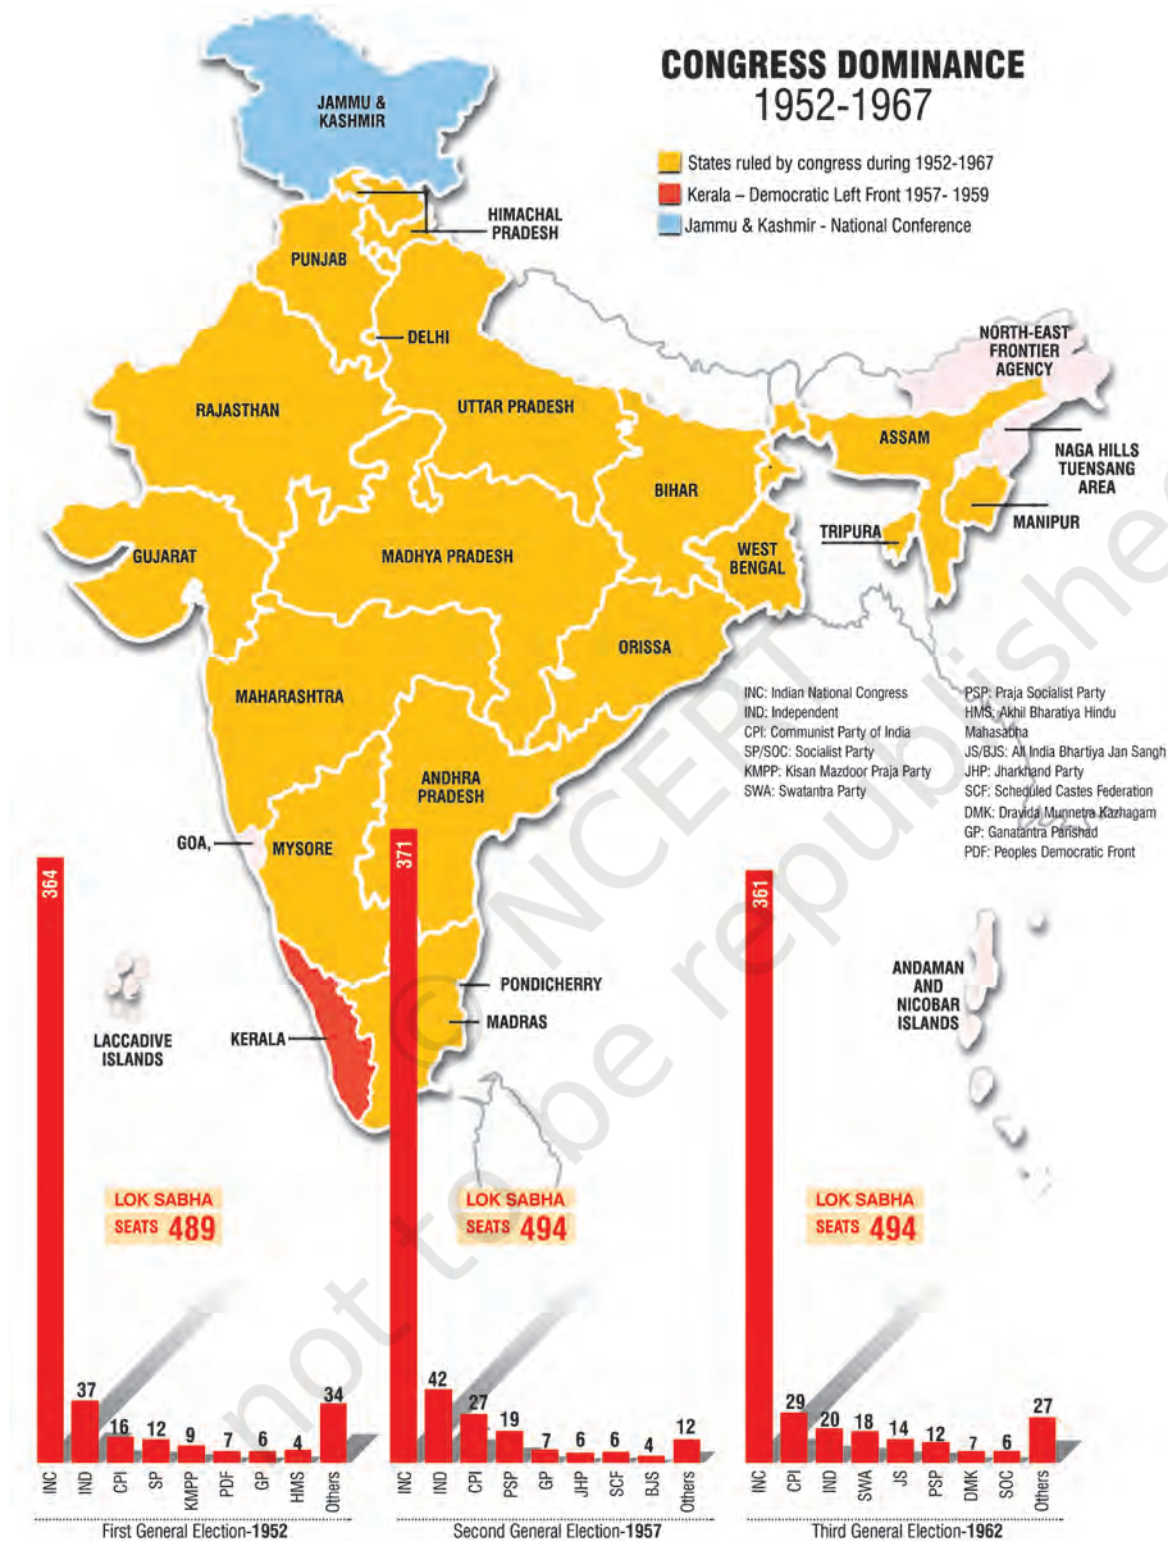 CONGRESS DOMINANCE
1952-1967
States ruled by congress during 1952-1967
Kerala – Democratic Left Front 1957- 1959
Jammu & Kashmir - National Conference
JAMMU &
KASHMIR
HIMACHAL
PRADESH
PUNJAB
DELHI
RAJASTHAN
UTTAR PRADESH
NORTH-EAST
FRONTIER
AGENCY
ASSAM
NAGA HILLS
TUENSANG
AREA
BIHAR
MANIPUR
TRIPURA
GUJARAT
MADHYA PRADESH
WEST
BENGAL
ORISSA
MAHARASHTRA
ANDHRA
PRADESH
GOA,
MYSORE
PONDICHERRY
MADRAS
KERALA
LACCADIVE
ISLANDS
ANDAMAN
AND
NICOBAR
ISLANDS
INC: Indian National Congress
IND: Independent
CPI: Communist Party of India
SP/SOC: Socialist Party
KMPP: Kisan Mazdoor Praja Party
SWA: Swatantra Party
PSP: Praja Socialist Party
HMS: Akhil Bharatiya Hindu
Mahasabha
JS/BJS: All India Bhartiya Jan Sangh
JHP: Jharkhand Party
SCF: Scheduled Castes Federation
DMK: Dravida Munnetra Kazhagam
GP: Ganatantra Parishad
PDF: Peoples Democratic Front
LOK SABHA
SEATS 489
364
37
16
12
9
7
6
4
34
INC
IND
CPI
SP
KMPP
PDF
GP
HMS
Others
First General Election-1952
LOK SABHA
SEATS 494
371
42
27
19
7
6
6
4
12
INC
IND
CPI
PSP
GP
JHP
SCF
BJS
Others
Second General Election-1957
LOK SABHA
SEATS 494
361
29
20
18
14
12
7
6
27
INC
CPI
IND
SWA
JS
PSP
DMK
SOC
Others
Third General Election-1962
© NCERT
not to be republished